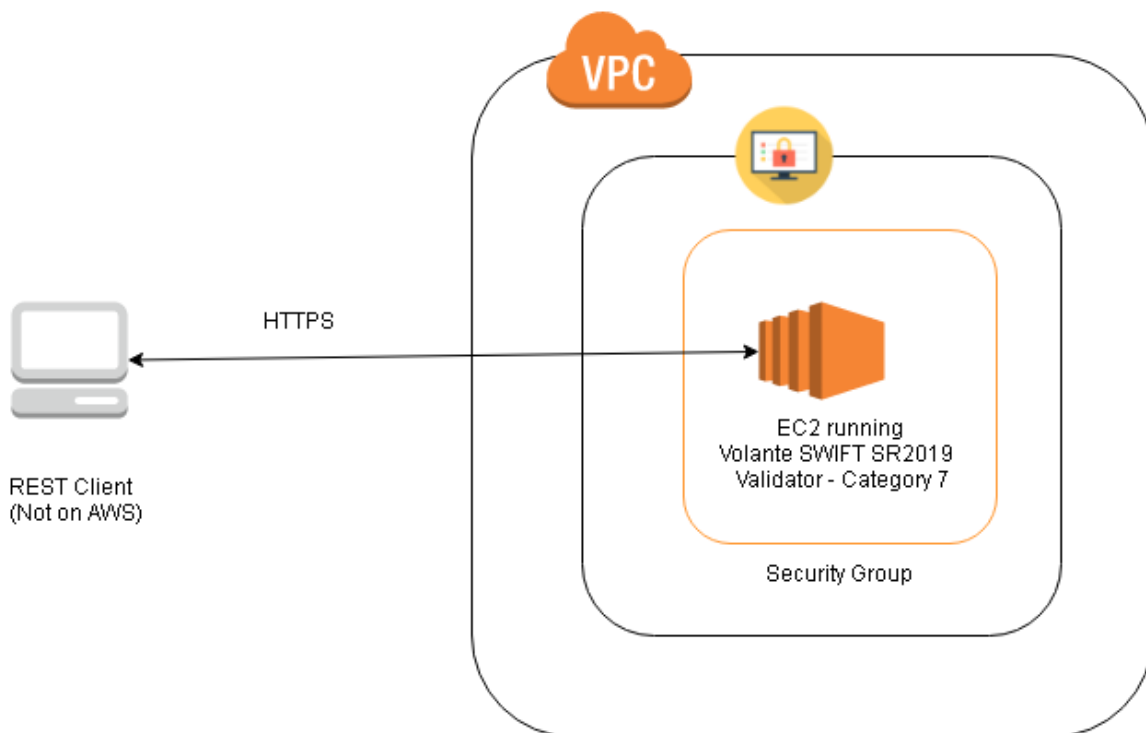 VPC
HTTPS
EC2 running
Volante SWIFT SR2019
Validator - Category 7
REST Client
(Not on AWS)
Security Group